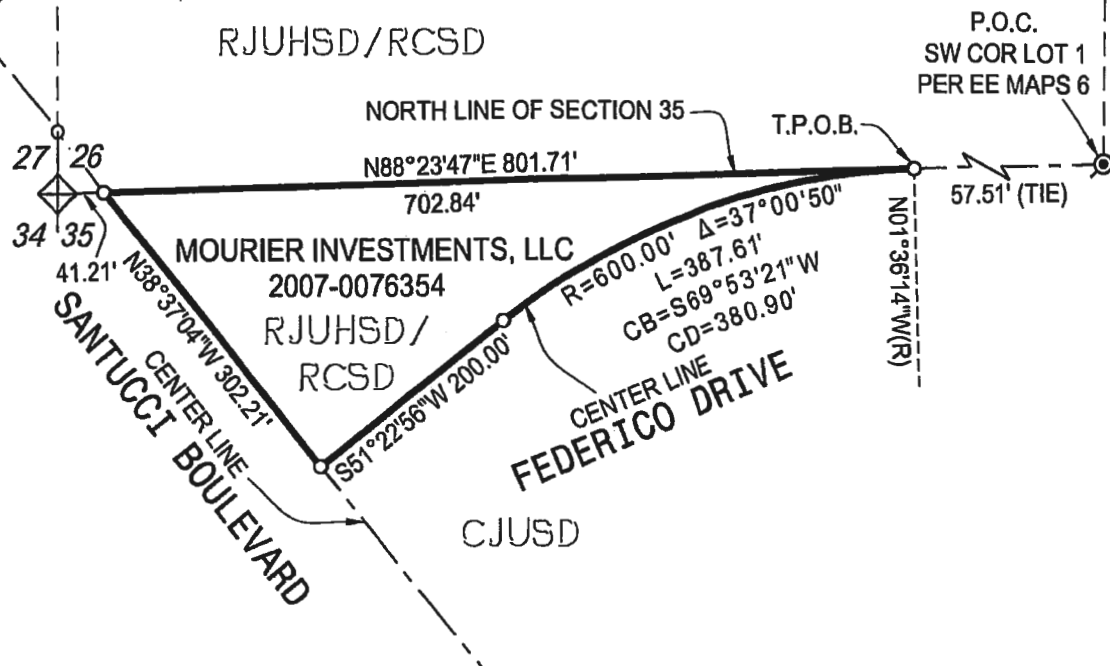 RJUHSD/RCSD
P.O.C.
SW COR LOT 1
PER EE MAPS 6
NORTH LINE OF SECTION 35
T.P.O.B.
27 26
34 35
N88°23'47"E 801.71'
702.84'
57.51' (TIE)
41.21'
MOURIER INVESTMENTS, LLC
2007-0076354
RJUHSD/
RCSD
R=600.00' Δ=37°00'50"
L=387.61'
CB=S69°53'21"W
CD=380.90'
N01°36'14"W(R)
N38°37'04"W 302.21'
S51°22'56"W 200.00'
CENTER LINE
SANTUCCI BOULEVARD
CENTER LINE
FEDERICO DRIVE
CJUSD